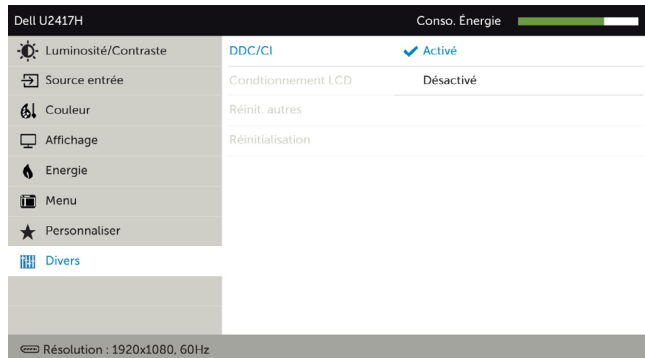 Dell U2417H Conso. Énergie
Luminosité/Contraste DDC/CI Activé
Source entrée Condtionnement LCD Désactivé
Couleur Réinit. autres
Affichage Réinitialisation
Energie
Menu
Personnaliser
Divers
Résolution : 1920x1080, 60Hz